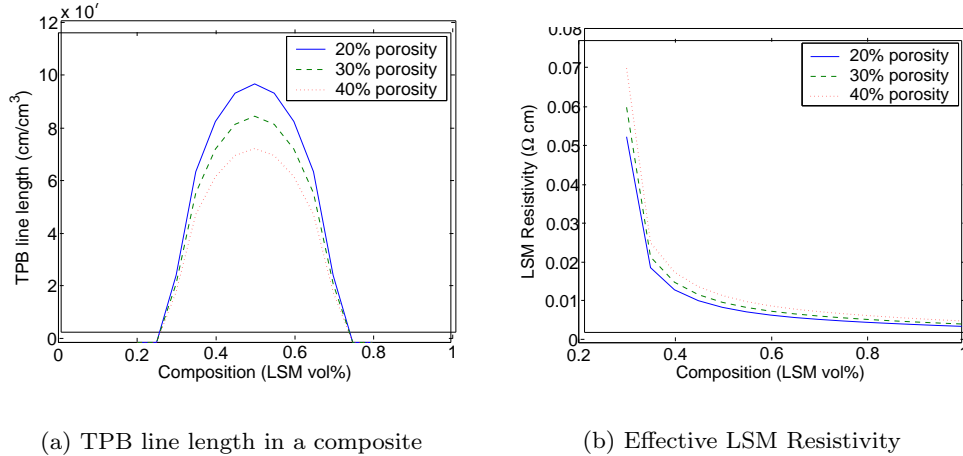 12 x 10⁷
20% porosity
30% porosity
40% porosity
10
8
6
4
2
0
TPB line length (cm/cm³)
0 0.2 0.4 0.6 0.8 1
Composition (LSM vol%)
(a) TPB line length in a composite
0.08
20% porosity
30% porosity
40% porosity
0.07
0.06
0.05
0.04
0.03
0.02
0.01
0
LSM Resistivity (Ω cm)
0.2 0.4 0.6 0.8 1
Composition (LSM vol%)
(b) Effective LSM Resistivity